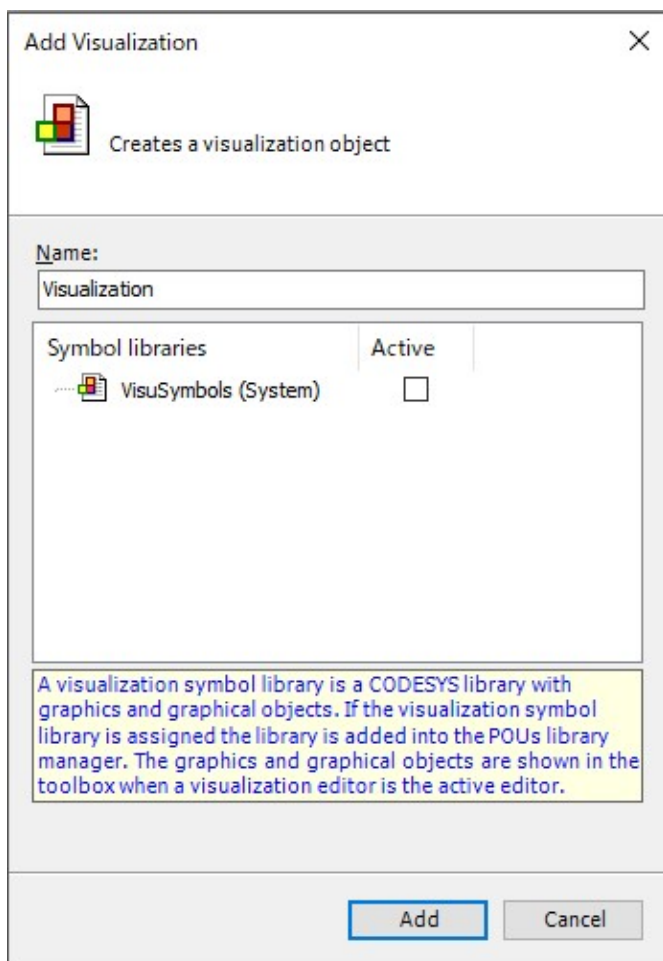 Add Visualization
Creates a visualization object
Name:
Visualization
Symbol libraries Active
VisuSymbols (System)
A visualization symbol library is a CODESYS library with
graphics and graphical objects. If the visualization symbol
library is assigned the library is added into the POUs library
manager. The graphics and graphical objects are shown in the
toolbox when a visualization editor is the active editor.
Add Cancel